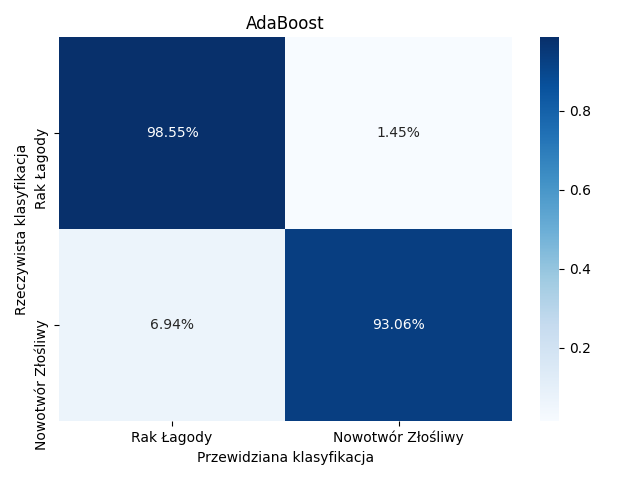 AdaBoost
Rzeczywista klasyfikacja
Rak Łagody
Nowotwór Złośliwy
98.55%
1.45%
6.94%
93.06%
Rak Łagody
Nowotwór Złośliwy
Przewidziana klasyfikacja
0.8
0.6
0.4
0.2